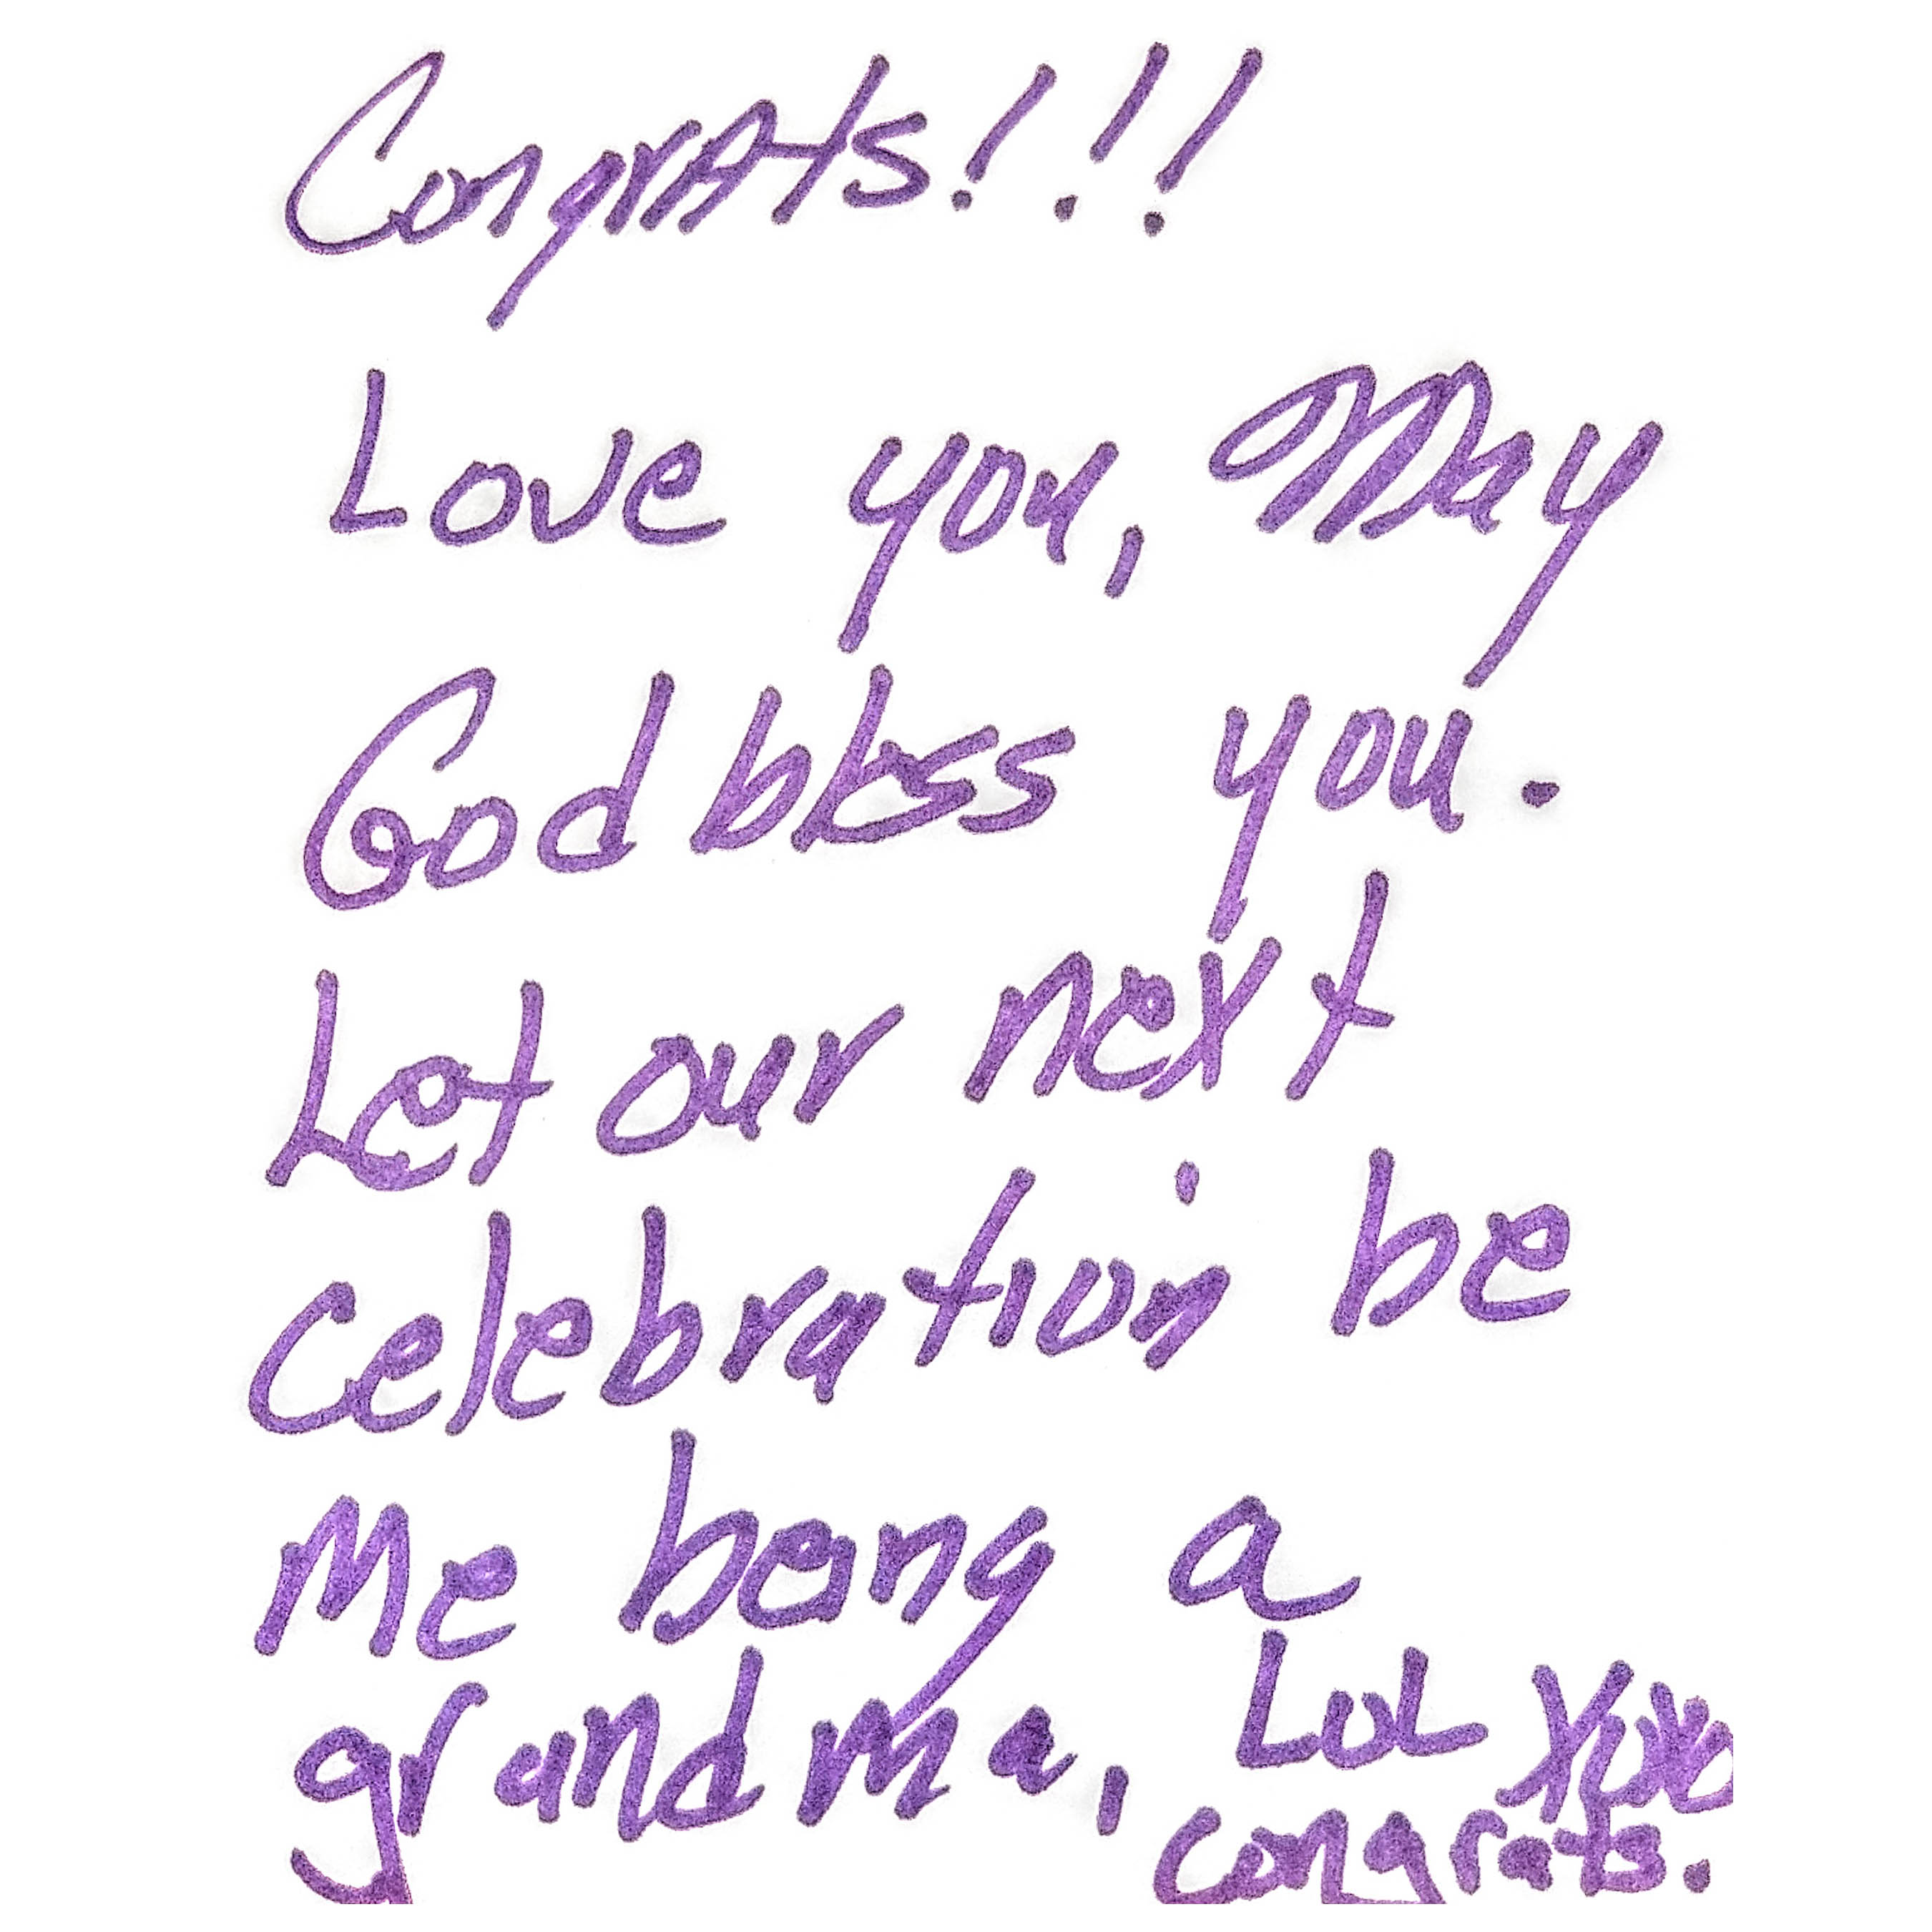 Congrats!!!
Love you, May
God bless you.
Let our next
celebration be
Me being a
grandma, LoL XOXO
congrats.